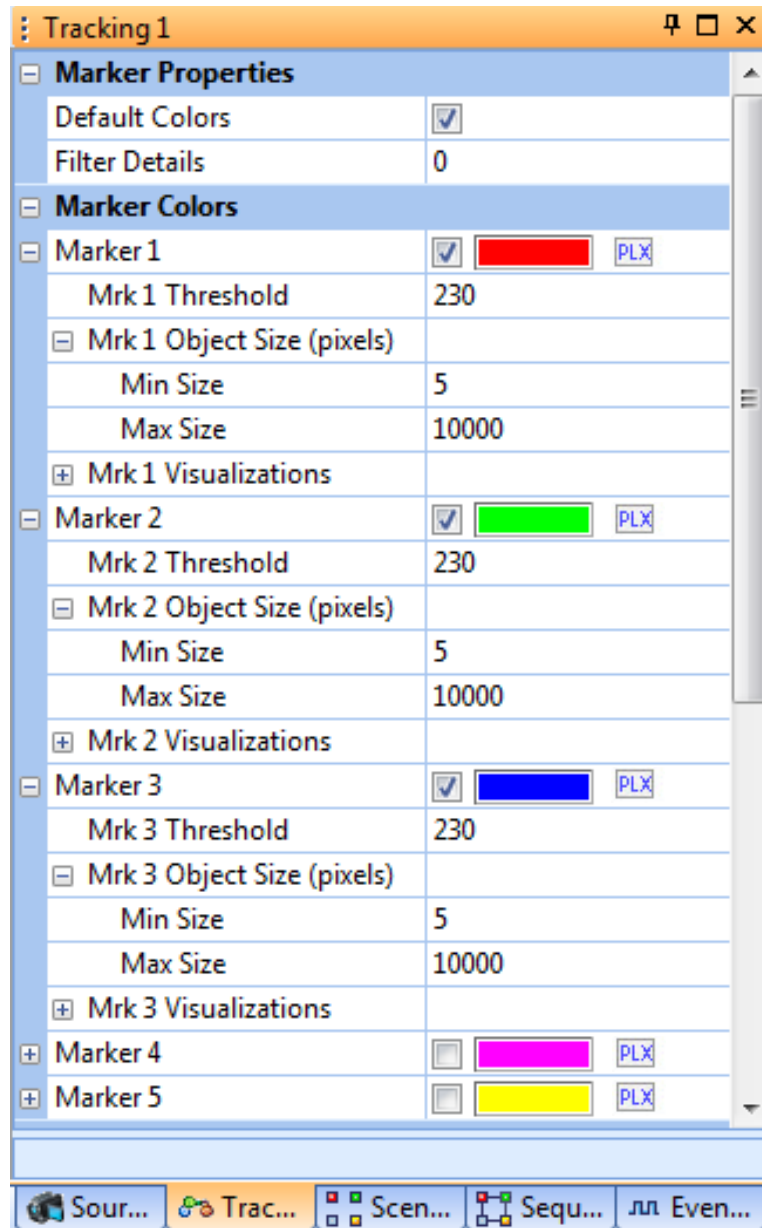 Tracking 1
Marker Properties
Default Colors
Filter Details 0
Marker Colors
Marker 1 PLX
Mrk 1 Threshold 230
Mrk 1 Object Size (pixels)
Min Size 5
Max Size 10000
Mrk 1 Visualizations
Marker 2 PLX
Mrk 2 Threshold 230
Mrk 2 Object Size (pixels)
Min Size 5
Max Size 10000
Mrk 2 Visualizations
Marker 3 PLX
Mrk 3 Threshold 230
Mrk 3 Object Size (pixels)
Min Size 5
Max Size 10000
Mrk 3 Visualizations
Marker 4 PLX
Marker 5 PLX
Sour... Trac... Scen... Sequ... Even...